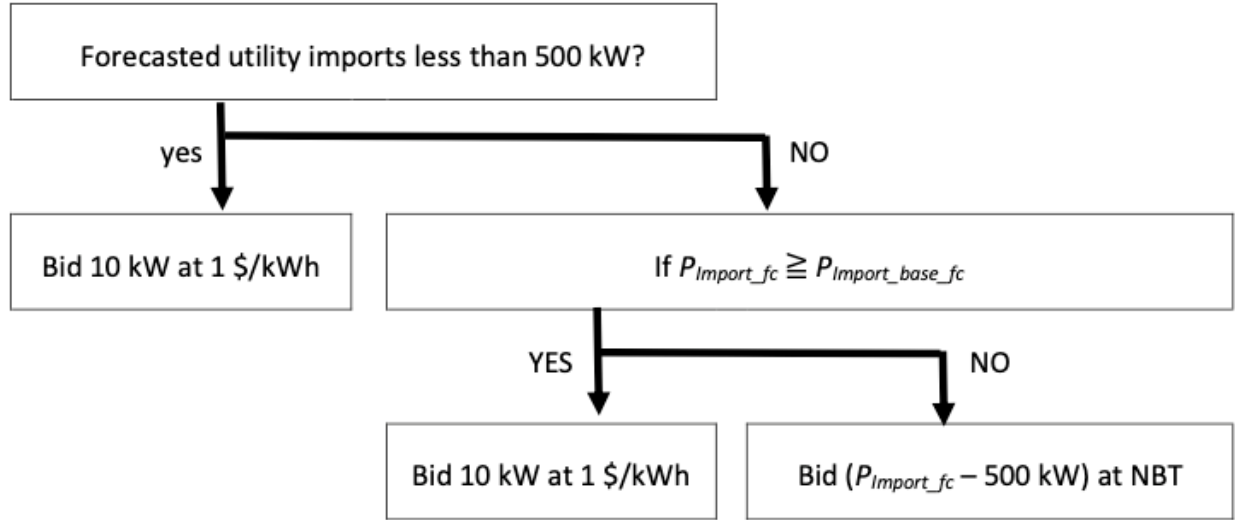 Forecasted utility imports less than 500 kW?
yes
NO
Bid 10 kW at 1 $/kWh
If PImport_fc ≧ PImport_base_fc
YES
NO
Bid 10 kW at 1 $/kWh
Bid (PImport_fc – 500 kW) at NBT